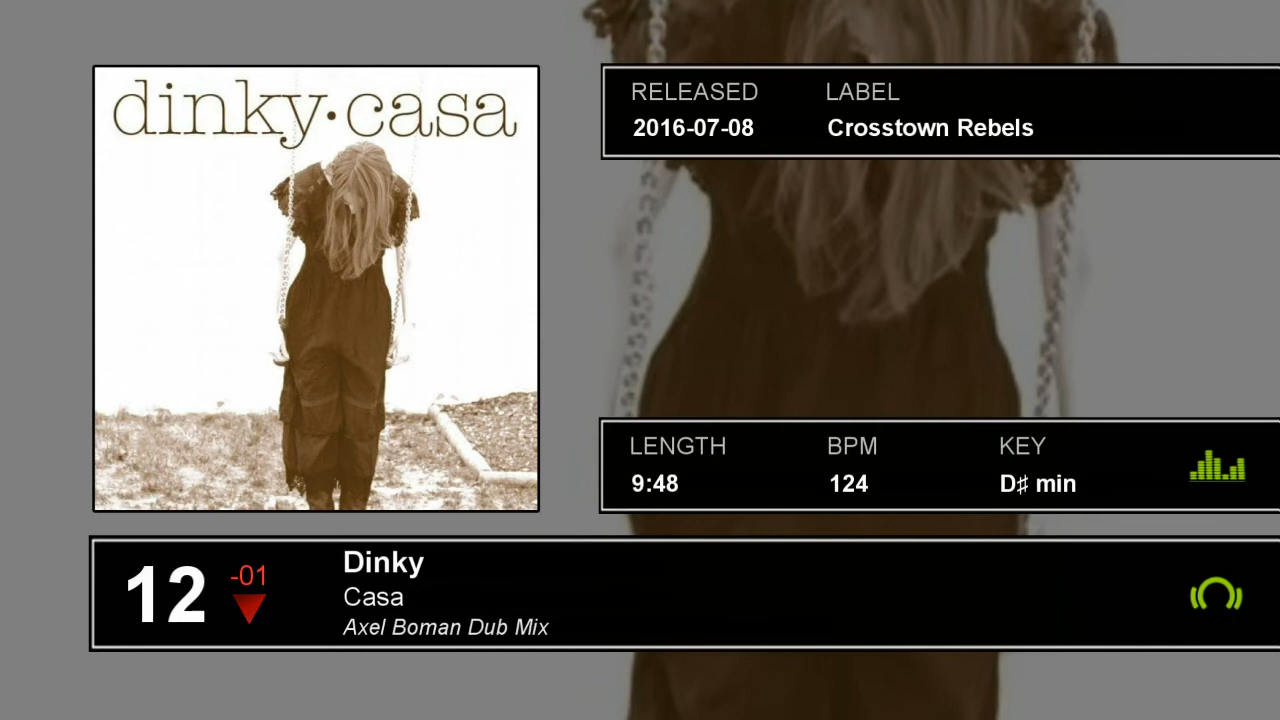 dinky·casa
RELEASED LABEL
2016-07-08 Crosstown Rebels
LENGTH BPM KEY
9:48 124 D♯ min
12 -01
Dinky
Casa
Axel Boman Dub Mix